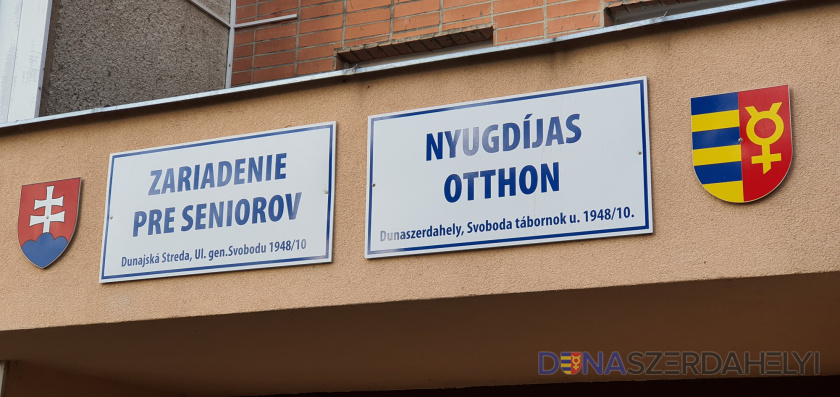 ZARIADENIE
PRE SENIOROV
Dunajská Streda, Ul. gen.Svobodu 1948/10
NYUGDÍJAS
OTTHON
Dunaszerdahely, Svoboda tábornok u. 1948/10.
DUNASZERDAHELYI